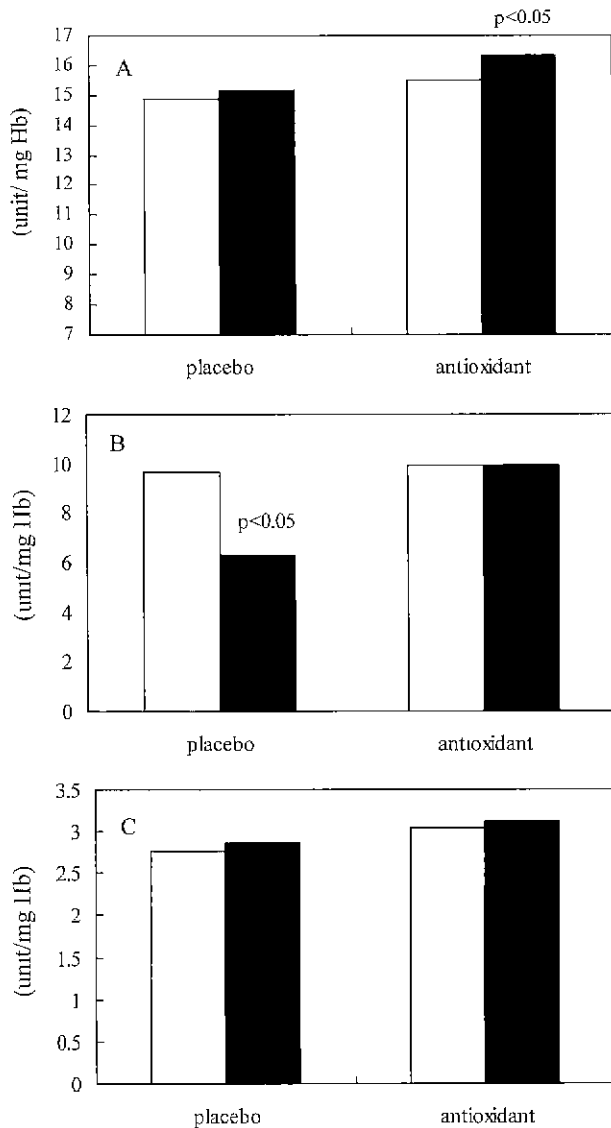 p<0.05
17
A
16
15
14
13
12
11
10
9
8
7
(unit/ mg Hb)
placebo antioxidant
12
B
10
8
p<0.05
6
4
2
0
(unit/mg Hb)
placebo antioxidant
3.5
C
3
2.5
2
1.5
1
0.5
0
(unit/mg Hb)
placebo antioxidant